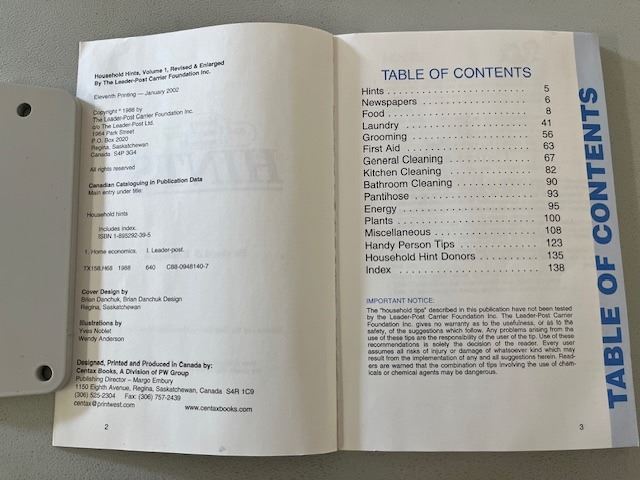 Household Hints, Volume 1, Revised & Enlarged
By The Leader-Post Carrier Foundation Inc.
Eleventh Printing — January 2002
Copyright © 1988 by
The Leader-Post Carrier Foundation Inc.
c/o The Leader-Post Ltd.
1964 Park Street
P.O. Box 2020
Regina, Saskatchewan
Canada S4P 3G4
All rights reserved
Canadian Cataloguing in Publication Data
Main entry under title:
Household hints
Includes index.
ISBN 1-895292-39-5
1. Home economics. I. Leader-post.
TX158.H68 1988 640 C88-0948140-7
Cover Design by
Brian Danchuk, Brian Danchuk Design
Regina, Saskatchewan
Illustrations by
Yves Noblet
Wendy Anderson
Designed, Printed and Produced in Canada by:
Centax Books, A Division of PW Group
Publishing Director – Margo Embury
1150 Eighth Avenue, Regina, Saskatchewan, Canada S4R 1C9
(306) 525-2304 Fax: (306) 757-2439
centax@printwest.com www.centaxbooks.com
2
TABLE OF CONTENTS
Hints . . . . . . . . . . . . . . . . . . . . . . . . 5
Newspapers . . . . . . . . . . . . . . . . . . . 6
Food . . . . . . . . . . . . . . . . . . . . . . . . 8
Laundry . . . . . . . . . . . . . . . . . . . . . . 41
Grooming . . . . . . . . . . . . . . . . . . . . . 56
First Aid . . . . . . . . . . . . . . . . . . . . . . 63
General Cleaning . . . . . . . . . . . . . . . 67
Kitchen Cleaning . . . . . . . . . . . . . . . 82
Bathroom Cleaning . . . . . . . . . . . . . 90
Pantihose . . . . . . . . . . . . . . . . . . . . . 93
Energy . . . . . . . . . . . . . . . . . . . . . . . 95
Plants . . . . . . . . . . . . . . . . . . . . . . . 100
Miscellaneous . . . . . . . . . . . . . . . . . 108
Handy Person Tips . . . . . . . . . . . . . 123
Household Hint Donors . . . . . . . . . . 135
Index . . . . . . . . . . . . . . . . . . . . . . . . 138
IMPORTANT NOTICE:
The "household tips" described in this publication have not been tested
by the Leader-Post Carrier Foundation Inc. The Leader-Post Carrier
Foundation Inc. gives no warranty as to the usefulness, or as to the
safety, of the suggestions which follow. Any problems arising from the
use of these tips are the responsibility of the user of the tip. Use of these
recommendations is solely the decision of the reader. Every user
assumes all risks of injury or damage of whatsoever kind which may
result from the implementation of any and all suggestions herein. Read-
ers are warned that the combination of tips involving the use of chem-
icals or chemical agents may be dangerous.
3
TABLE OF CONTENTS